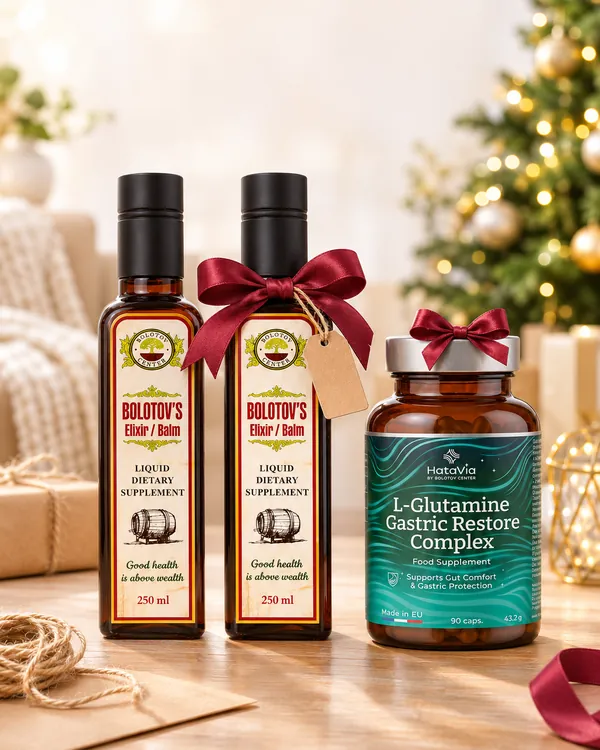 BOLOTOV
CENTER
BOLOTOV'S
Elixir / Balm
LIQUID
DIETARY
SUPPLEMENT
Good health
is above wealth
250 ml
BOLOTOV
CENTER
BOLOTOV'S
Elixir / Balm
LIQUID
DIETARY
SUPPLEMENT
Good health
is above wealth
250 ml
HataVia
BY BOLOTOV CENTER
L-Glutamine
Gastric Restore
Complex
Food Supplement
Supports Gut Comfort
& Gastric Protection
Made in EU
90 caps.
43,2 g